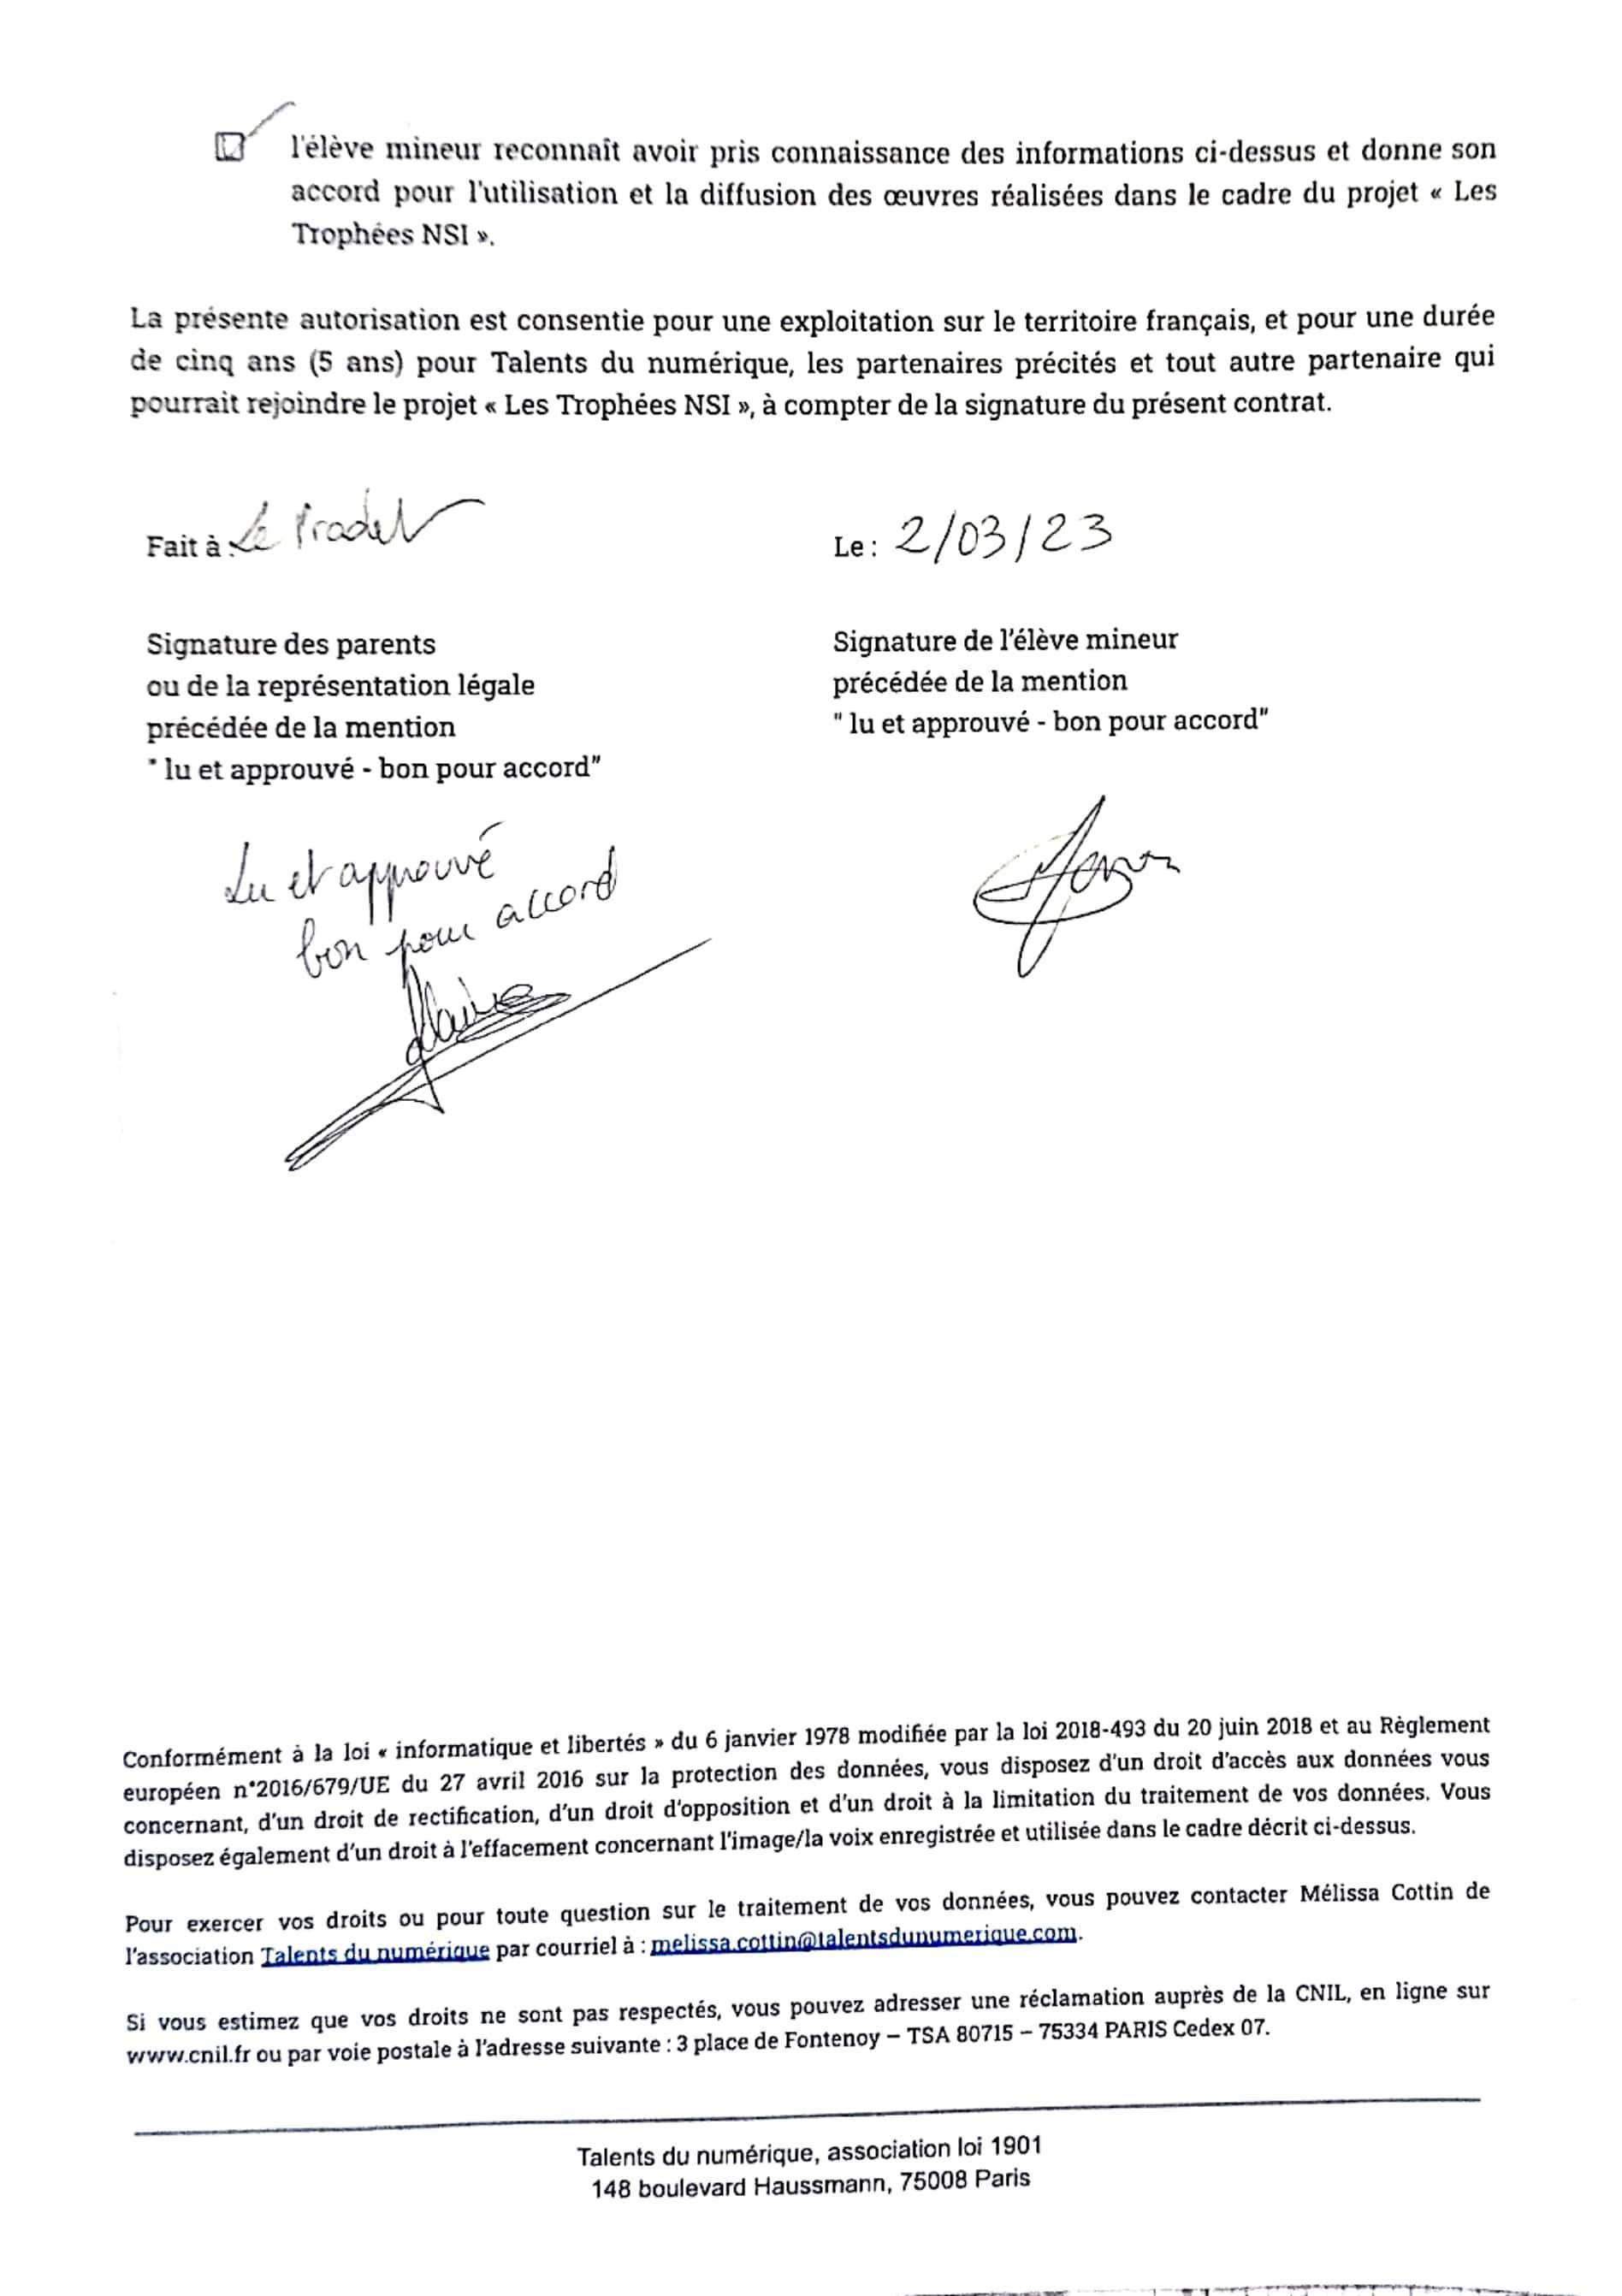 l'élève mineur reconnaît avoir pris connaissance des informations ci-dessus et donne son
accord pour l'utilisation et la diffusion des œuvres réalisées dans le cadre du projet « Les
Trophées NSI ».
La présente autorisation est consentie pour une exploitation sur le territoire français, et pour une durée
de cinq ans (5 ans) pour Talents du numérique, les partenaires précités et tout autre partenaire qui
pourrait rejoindre le projet « Les Trophées NSI », à compter de la signature du présent contrat.
Fait à : Le Pradet
Le : 2/03/23
Signature des parents
ou de la représentation légale
précédée de la mention
" lu et approuvé - bon pour accord"
Signature de l'élève mineur
précédée de la mention
" lu et approuvé - bon pour accord"
Lu et approuvé
bon pour accord
Conformément à la loi « informatique et libertés » du 6 janvier 1978 modifiée par la loi 2018-493 du 20 juin 2018 et au Règlement
européen n°2016/679/UE du 27 avril 2016 sur la protection des données, vous disposez d'un droit d'accès aux données vous
concernant, d'un droit de rectification, d'un droit d'opposition et d'un droit à la limitation du traitement de vos données. Vous
disposez également d'un droit à l'effacement concernant l'image/la voix enregistrée et utilisée dans le cadre décrit ci-dessus.
Pour exercer vos droits ou pour toute question sur le traitement de vos données, vous pouvez contacter Mélissa Cottin de
l'association Talents du numérique par courriel à : melissa.cottin@talentsdunumerique.com.
Si vous estimez que vos droits ne sont pas respectés, vous pouvez adresser une réclamation auprès de la CNIL, en ligne sur
www.cnil.fr ou par voie postale à l'adresse suivante : 3 place de Fontenoy – TSA 80715 – 75334 PARIS Cedex 07.
Talents du numérique, association loi 1901
148 boulevard Haussmann, 75008 Paris